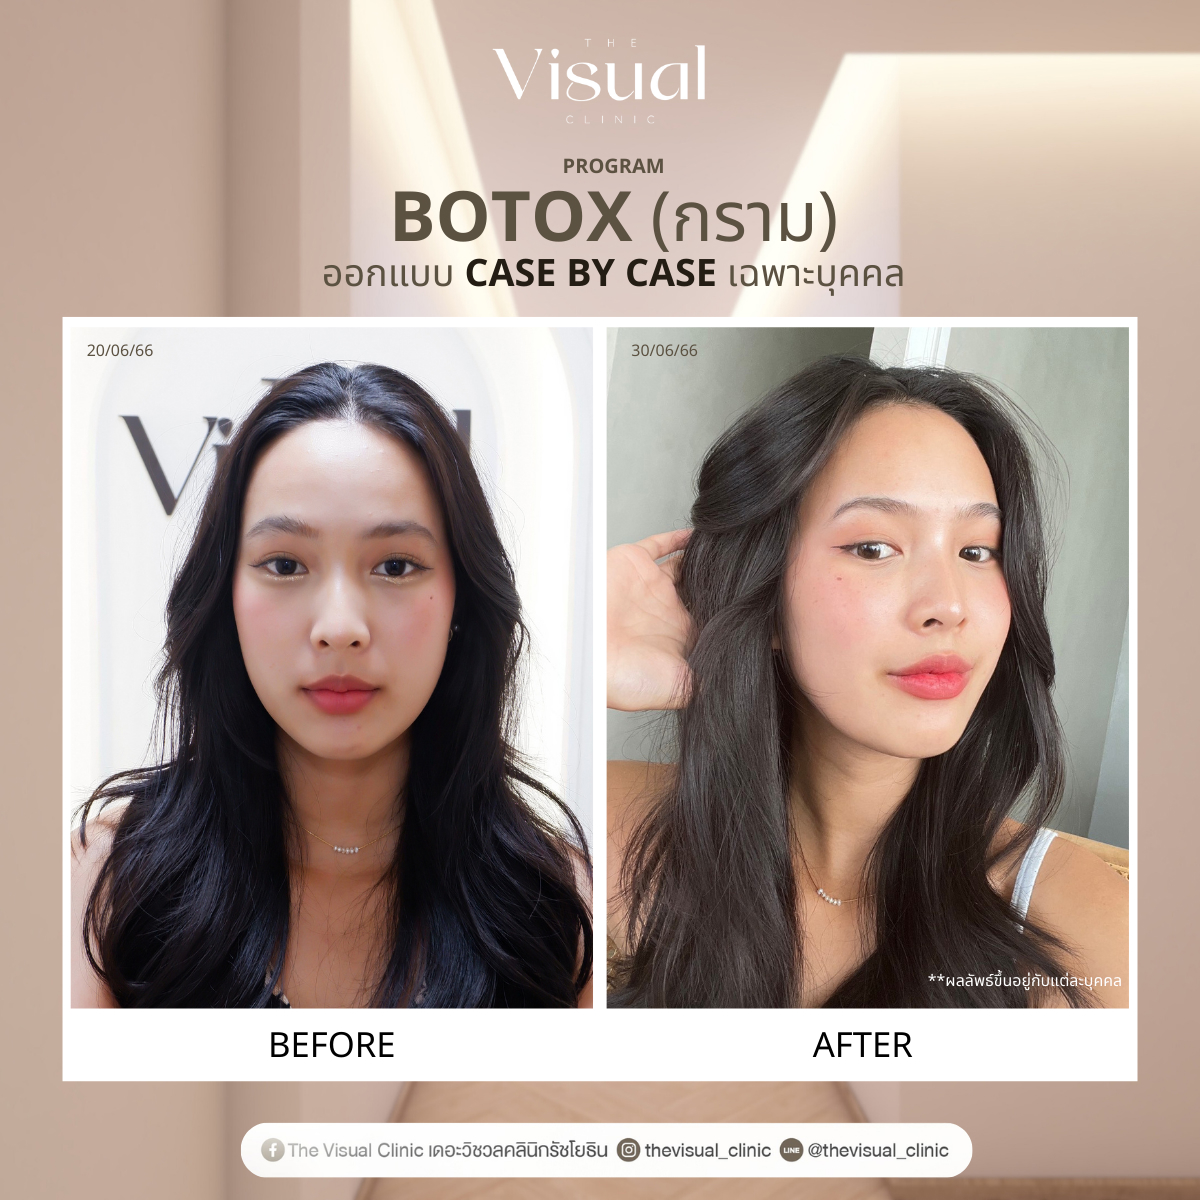 THE
Visual
CLINIC
PROGRAM
BOTOX (กราม)
ออกแบบ CASE BY CASE เฉพาะบุคคล
20/06/66
30/06/66
**ผลลัพธ์ขึ้นอยู่กับแต่ละบุคคล
BEFORE
AFTER
The Visual Clinic เดอะวิชวลคลินิกรัชโยธิน thevisual_clinic LINE @thevisual_clinic